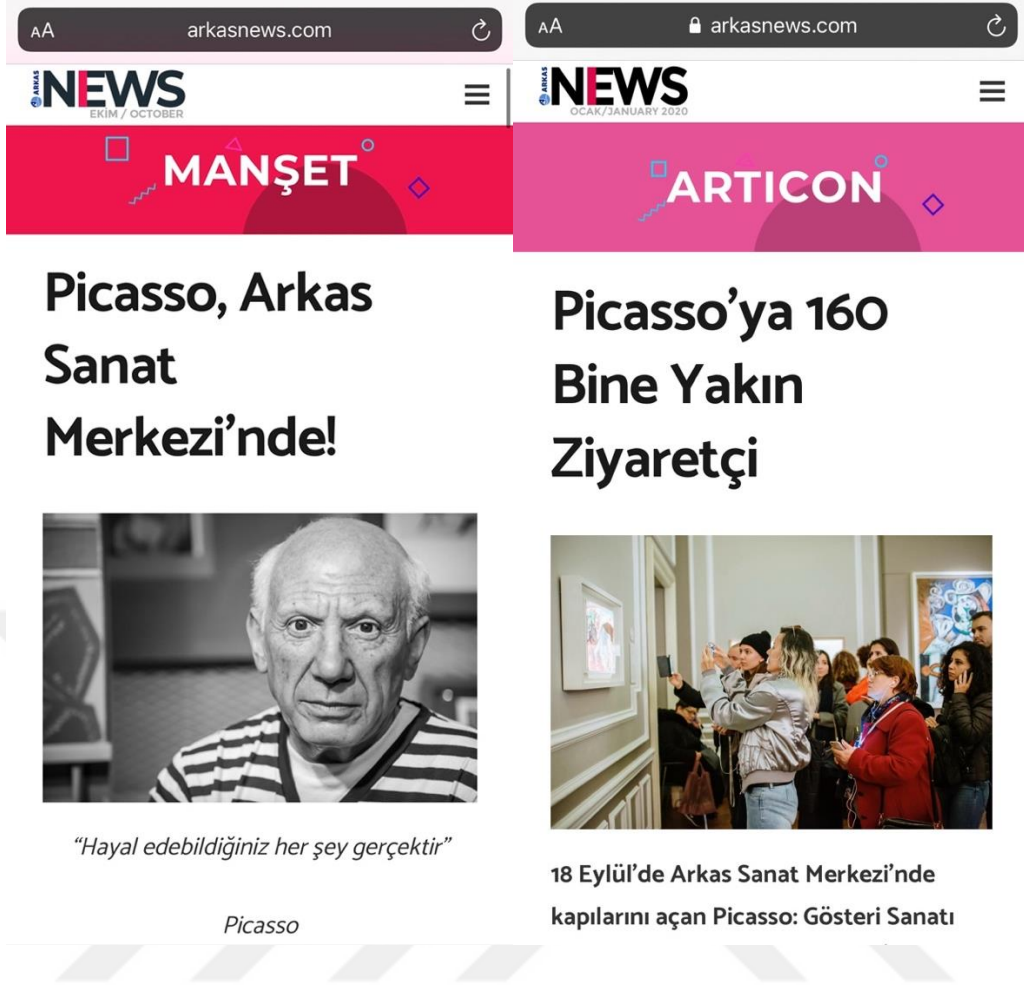 AA
arkasnews.com
ARKAS
NEWS
EKİM / OCTOBER
MANŞET
Picasso, Arkas
Sanat
Merkezi’nde!
“Hayal edebildiğiniz her şey gerçektir”
Picasso
AA
arkasnews.com
ARKAS
NEWS
OCAK/JANUARY 2020
ARTICON
Picasso’ya 160
Bine Yakın
Ziyaretçi
18 Eylül’de Arkas Sanat Merkezi’nde
kapılarını açan Picasso: Gösteri Sanatı